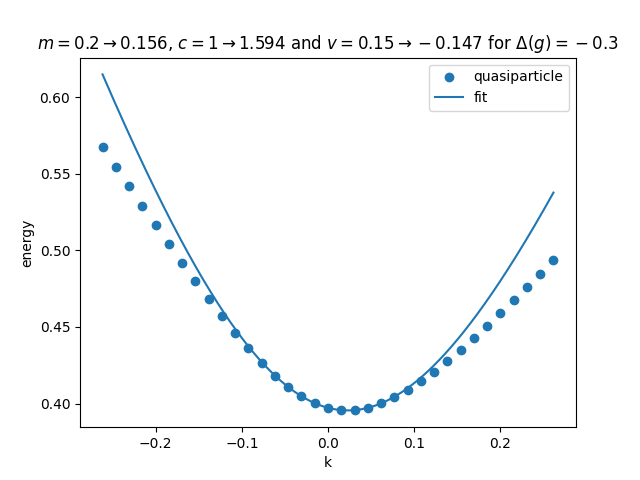 m = 0.2 → 0.156, c = 1 → 1.594 and v = 0.15 → −0.147 for Δ(g) = −0.3
quasiparticle
fit
energy
0.60
0.55
0.50
0.45
0.40
−0.2
−0.1
0.0
0.1
0.2
k